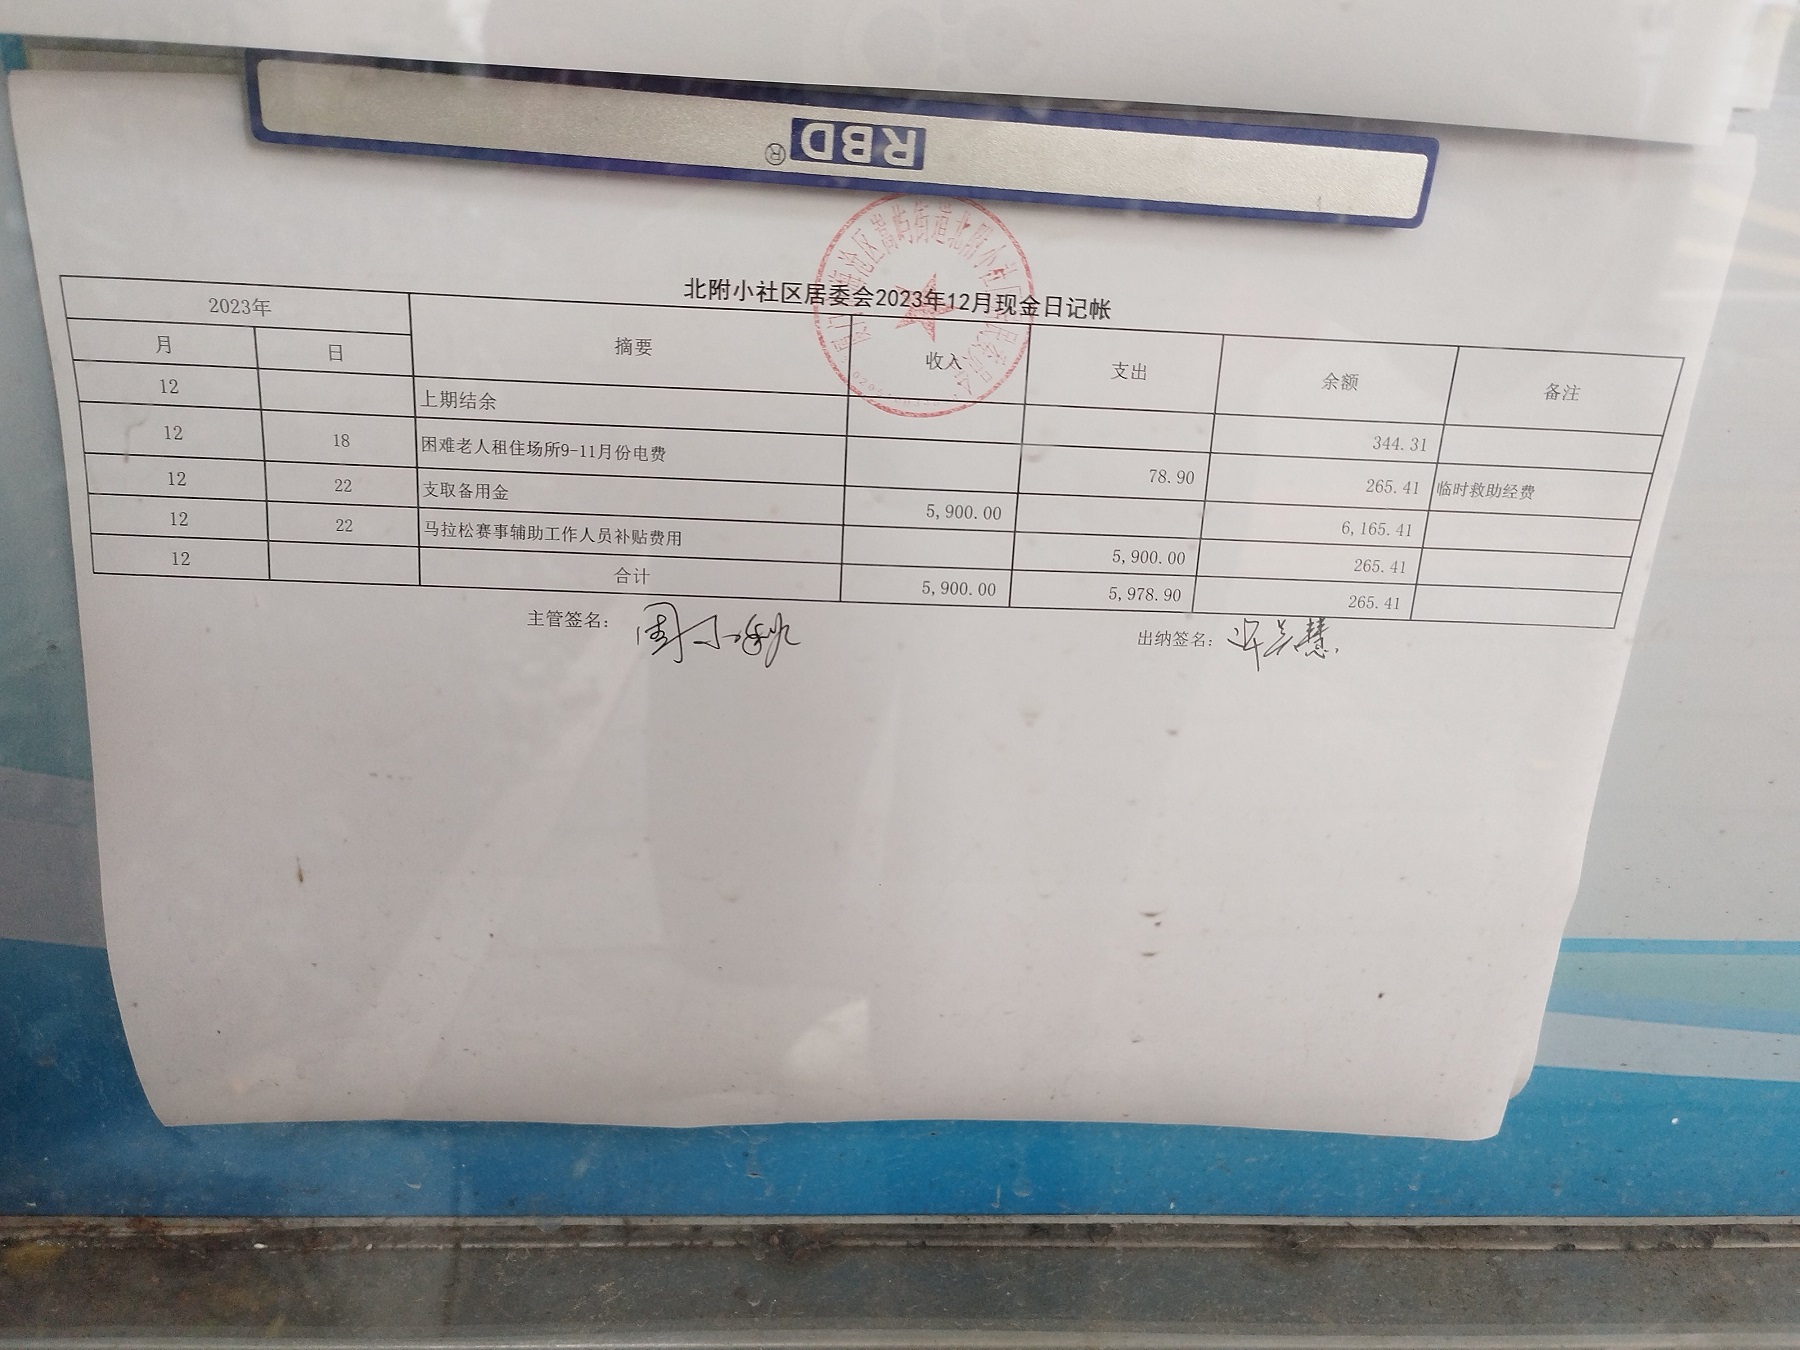 RBD®
北附小社区居委会2023年12月现金日记帐
2023年 摘要 收入 支出 余额 备注
月 日
12 上期结余 344.31
12 18 困难老人租住场所9-11月份电费 78.90 265.41 临时救助经费
12 22 支取备用金 5,900.00 6,165.41
12 22 马拉松赛事辅助工作人员补贴费用 5,900.00 265.41
12 合计 5,900.00 5,978.90 265.41
主管签名: 出纳签名: